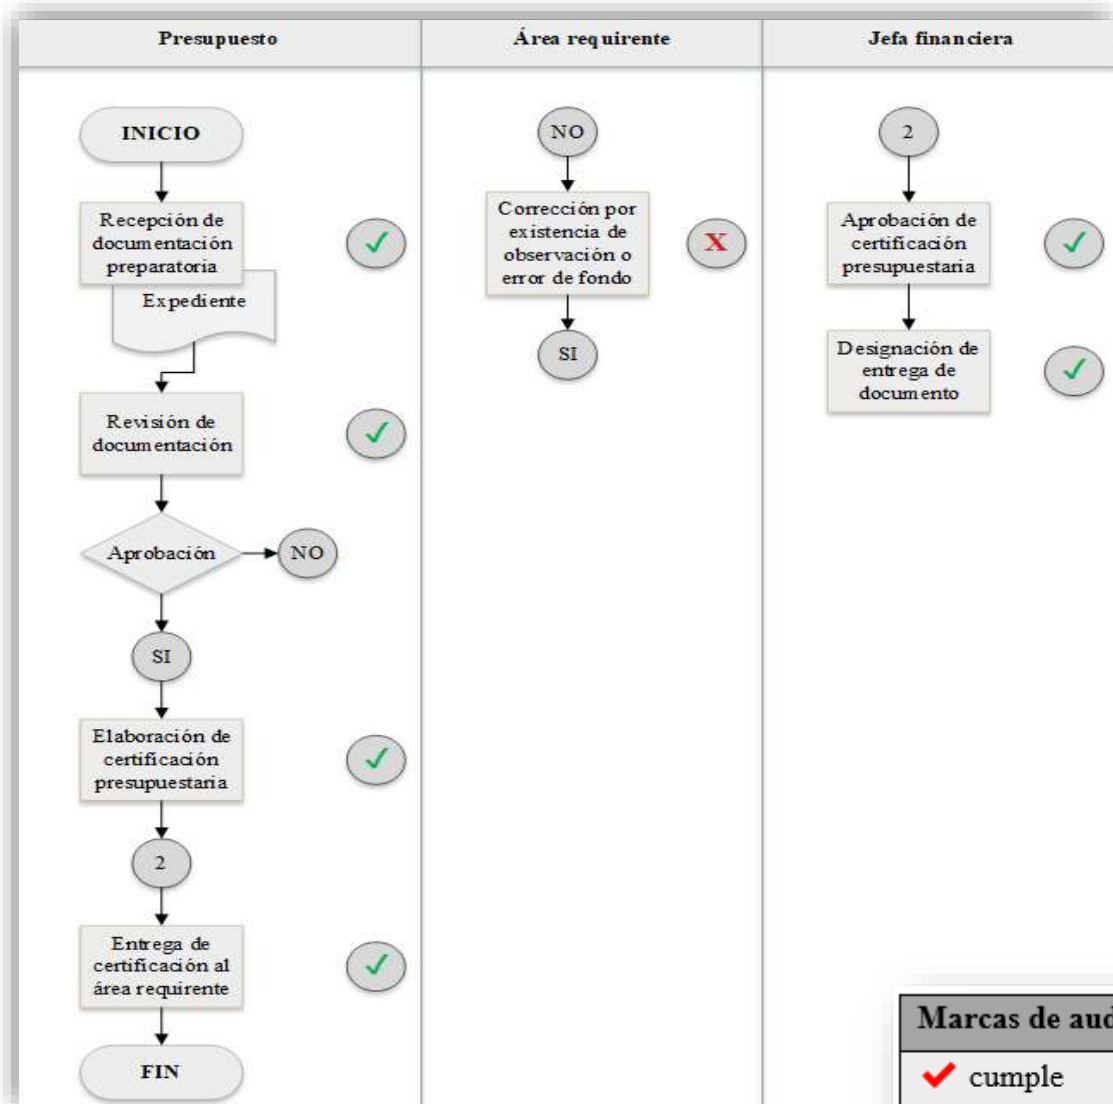 Presupuesto
Área requirente
Jefa financiera
INICIO
Recepción de
documentación
preparatoria
Expediente
Revisión de
documentación
Aprobación
NO
SI
Elaboración de
certificación
presupuestaria
2
Entrega de
certificación al
área requirente
FIN
NO
Corrección por
existencia de
observación o
error de fondo
X
SI
2
Aprobación de
certificación
presupuestaria
Designación de
entrega de
documento
Marcas de
cumple